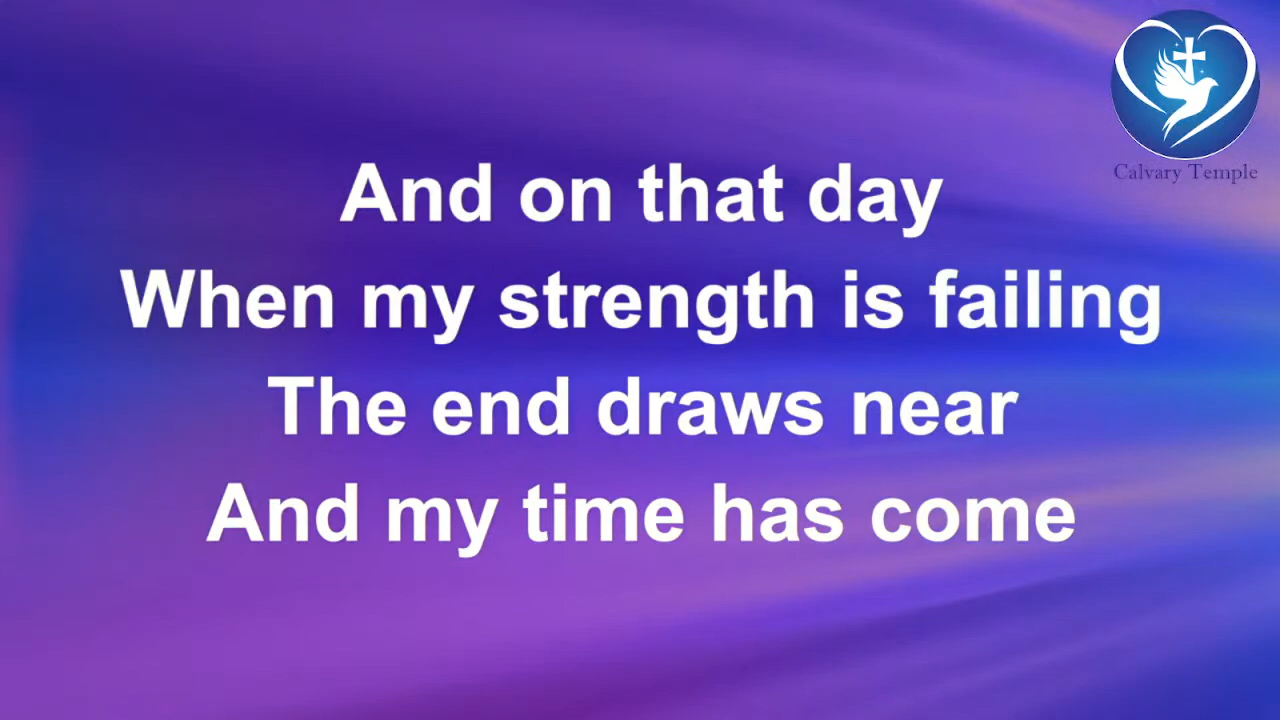 Calvary Temple
And on that day
When my strength is failing
The end draws near
And my time has come